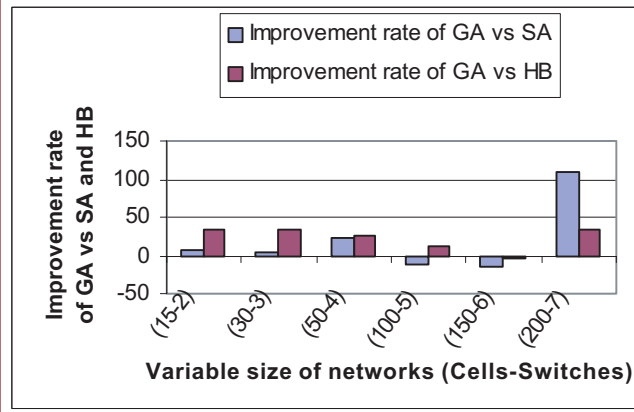 Improvement rate of GA vs SA
Improvement rate of GA vs HB
Improvement rate
of GA vs SA and HB
150
100
50
0
-50
(15-2)
(30-3)
(50-4)
(100-5)
(150-6)
(200-7)
Variable size of networks (Cells-Switches)